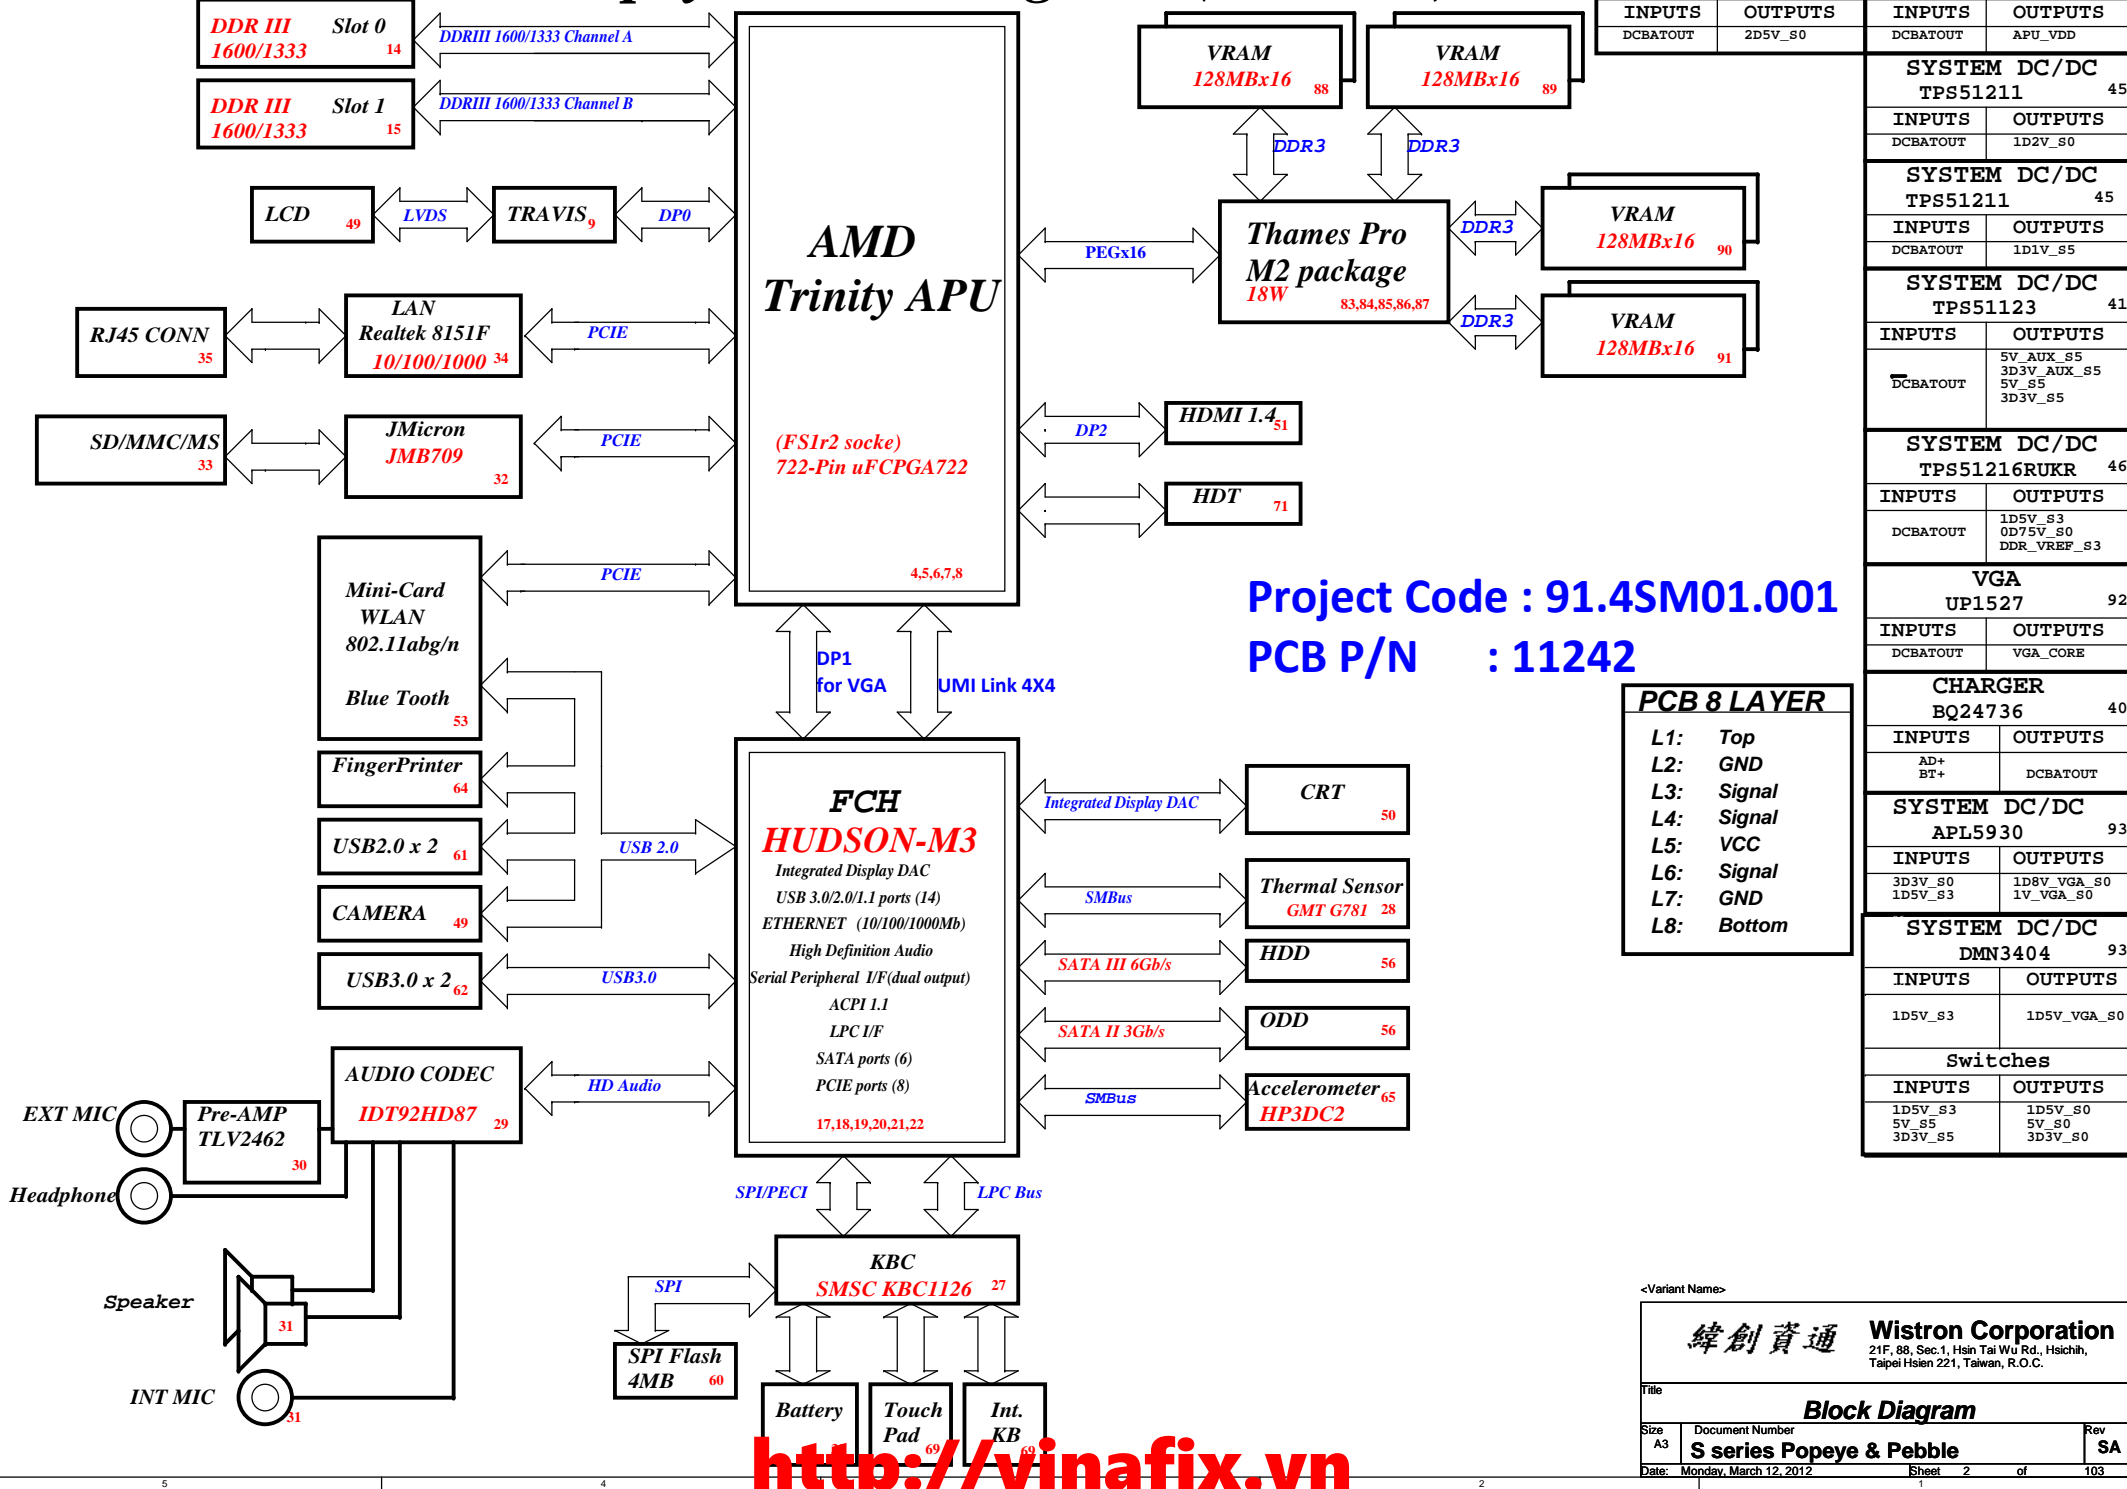 DDR III Slot 0
1600/1333 14
DDRIII 1600/1333 Channel A
DDR III Slot 1
1600/1333 15
DDRIII 1600/1333 Channel B
LCD 49
LVDS
TRAVIS 9
DP0
RJ45 CONN
35
LAN
Realtek 8151F
10/100/1000 34
PCIE
SD/MMC/MS
33
JMicron
JMB709
32
PCIE
Mini-Card
WLAN
802.11abg/n
Blue Tooth
53
PCIE
FingerPrinter
64
USB2.0 x 2 61
CAMERA
49
USB 2.0
USB3.0 x 2 62
USB3.0
AMD
Trinity APU
(FS1r2 socke)
722-Pin uFCPGA722
4,5,6,7,8
VRAM
128MBx16
88
VRAM
128MBx16
89
DDR3
DDR3
PEGx16
Thames Pro
M2 package
18W
83,84,85,86,87
DDR3
VRAM
128MBx16
90
DDR3
VRAM
128MBx16
91
DP2
HDMI 1.4 51
HDT
71
DP1
for VGA
UMI Link 4X4
Project Code : 91.4SM01.001
PCB P/N : 11242
PCB 8 LAYER
L1: Top
L2: GND
L3: Signal
L4: Signal
L5: VCC
L6: Signal
L7: GND
L8: Bottom
FCH
HUDSON-M3
Integrated Display DAC
USB 3.0/2.0/1.1 ports (14)
ETHERNET (10/100/1000Mb)
High Definition Audio
Serial Peripheral I/F(dual output)
ACPI 1.1
LPC I/F
SATA ports (6)
PCIE ports (8)
17,18,19,20,21,22
Integrated Display DAC
CRT
50
SMBus
Thermal Sensor
GMT G781 28
SATA III 6Gb/s
HDD
56
SATA II 3Gb/s
ODD
56
SMBus
Accelerometer 65
HP3DC2
AUDIO CODEC
IDT92HD87 29
HD Audio
EXT MIC
Pre-AMP
TLV2462
30
Headphone
Speaker
31
INT MIC
31
SPI/PECI
LPC Bus
KBC
SMSC KBC1126 27
SPI
SPI Flash
4MB 60
Battery
Touch
Pad 69
Int.
KB 69
http://vinafix.vn
INPUTS OUTPUTS
DCBATOUT 2D5V_S0
INPUTS OUTPUTS
DCBATOUT APU_VDD
SYSTEM DC/DC
TPS51211 45
INPUTS OUTPUTS
DCBATOUT 1D2V_S0
SYSTEM DC/DC
TPS51211 45
INPUTS OUTPUTS
DCBATOUT 1D1V_S5
SYSTEM DC/DC
TPS51123 41
INPUTS OUTPUTS
5V_AUX_S5
3D3V_AUX_S5
DCBATOUT 5V_S5
3D3V_S5
SYSTEM DC/DC
TPS51216RUKR 46
INPUTS OUTPUTS
1D5V_S3
DCBATOUT 0D75V_S0
DDR_VREF_S3
VGA
UP1527 92
INPUTS OUTPUTS
DCBATOUT VGA_CORE
CHARGER
BQ24736 40
INPUTS OUTPUTS
AD+
BT+ DCBATOUT
SYSTEM DC/DC
APL5930 93
INPUTS OUTPUTS
3D3V_S0 1D8V_VGA_S0
1D5V_S3 1V_VGA_S0
SYSTEM DC/DC
DMN3404 93
INPUTS OUTPUTS
1D5V_S3 1D5V_VGA_S0
Switches
INPUTS OUTPUTS
1D5V_S3 1D5V_S0
5V_S5 5V_S0
3D3V_S5 3D3V_S0
<Variant Name>
緯創資通 Wistron Corporation
21F, 88, Sec.1, Hsin Tai Wu Rd., Hsichih,
Taipei Hsien 221, Taiwan, R.O.C.
Title
Block Diagram
Size Document Number Rev
A3 S series Popeye & Pebble SA
Date: Monday, March 12, 2012 Sheet 2 of 103
5 4 2 1